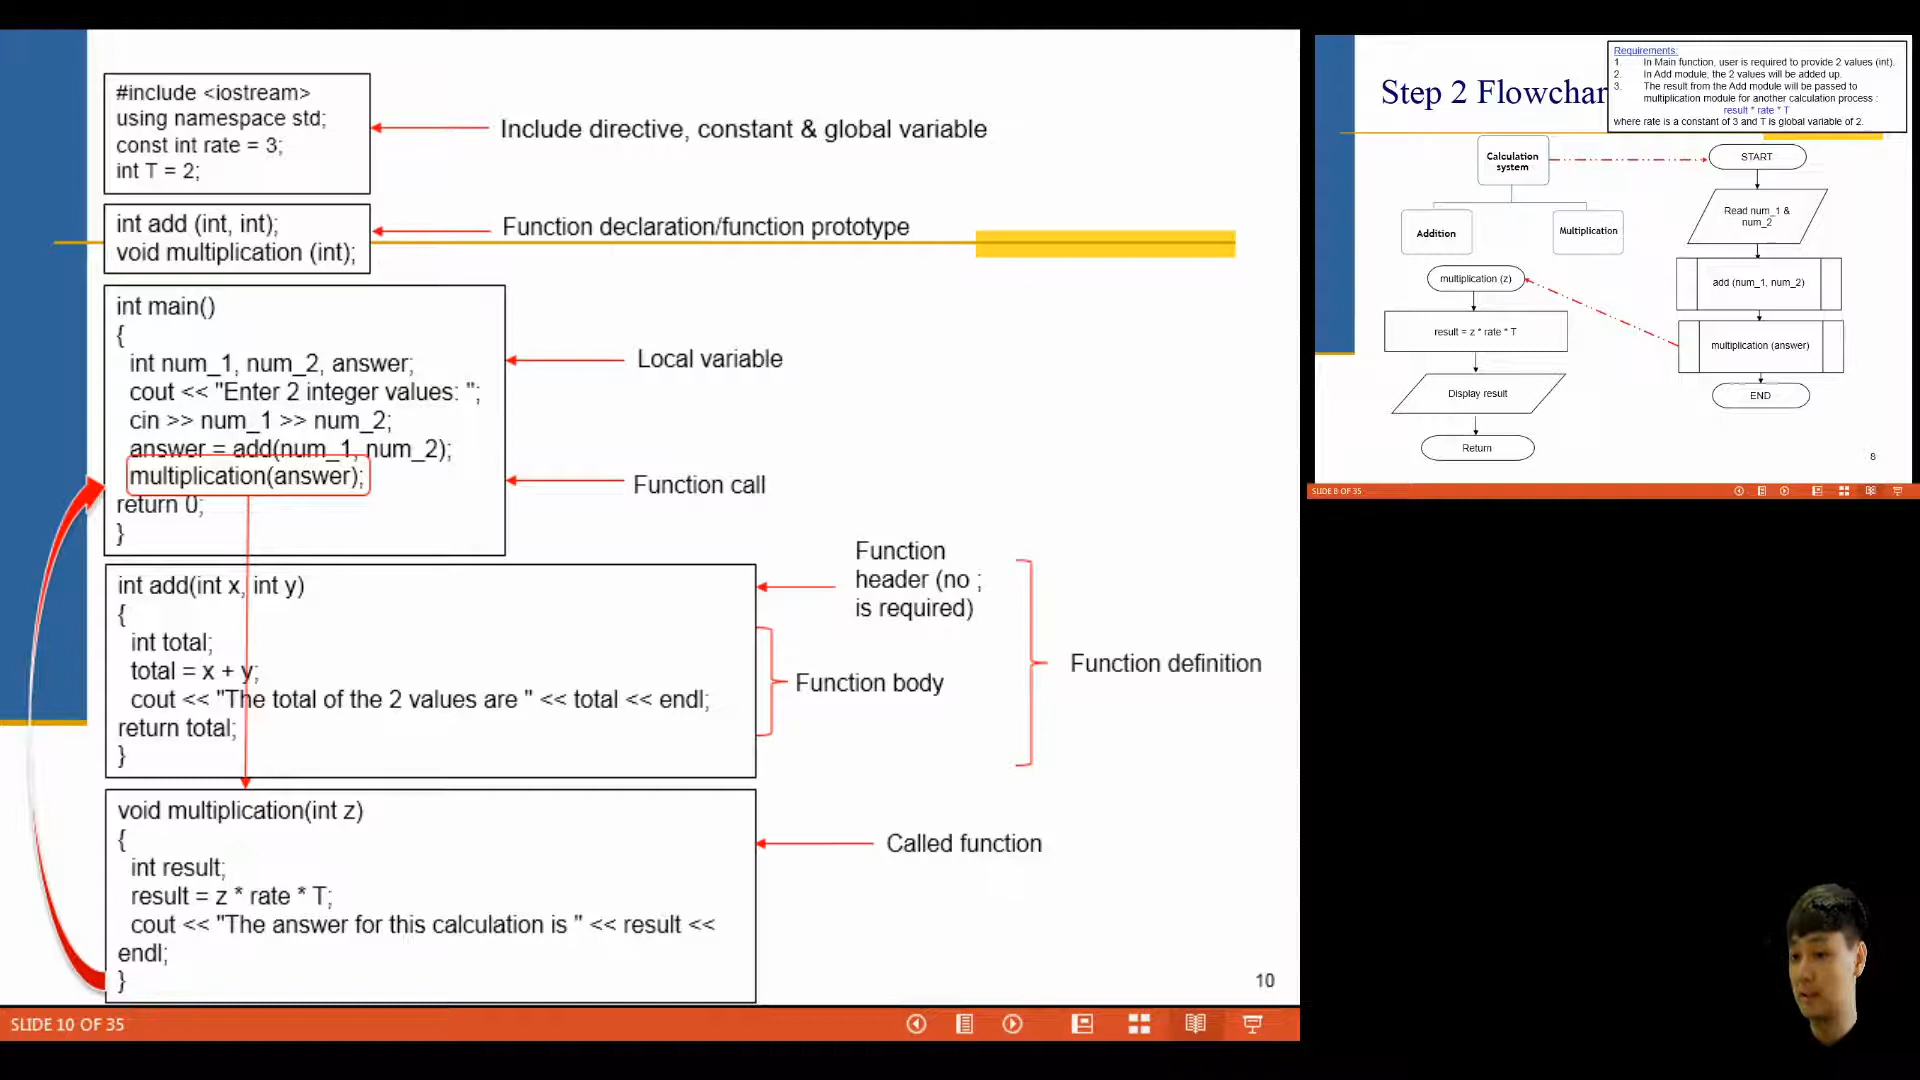 #include <iostream>
using namespace std;
const int rate = 3;
int T = 2;
Include directive, constant & global variable
int add (int, int);
void multiplication (int);
Function declaration/function prototype
int main()
{
int num_1, num_2, answer;
cout << "Enter 2 integer values: ";
cin >> num_1 >> num_2;
answer = add(num_1, num_2);
multiplication(answer);
return 0;
}
Local variable
Function call
int add(int x, int y)
{
int total;
total = x + y;
cout << "The total of the 2 values are " << total << endl;
return total;
}
Function
header (no ;
is required)
Function body
Function definition
void multiplication(int z)
{
int result;
result = z * rate * T;
cout << "The answer for this calculation is " << result <<
endl;
}
Called function
10
SLIDE 10 OF 35
Step 2 Flowchar
Requirements:
1. In Main function, user is required to provide 2 values (int).
2. In Add module, the 2 values will be added up.
3. The result from the Add module will be passed to
multiplication module for another calculation process :
result * rate * T
where rate is a constant of 3 and T is global variable of 2.
Calculation
system
Addition
Multiplication
multiplication (z)
result = z * rate * T
Display result
Return
START
Read num_1 &
num_2
add (num_1, num_2)
multiplication (answer)
END
8
SLIDE 8 OF 35